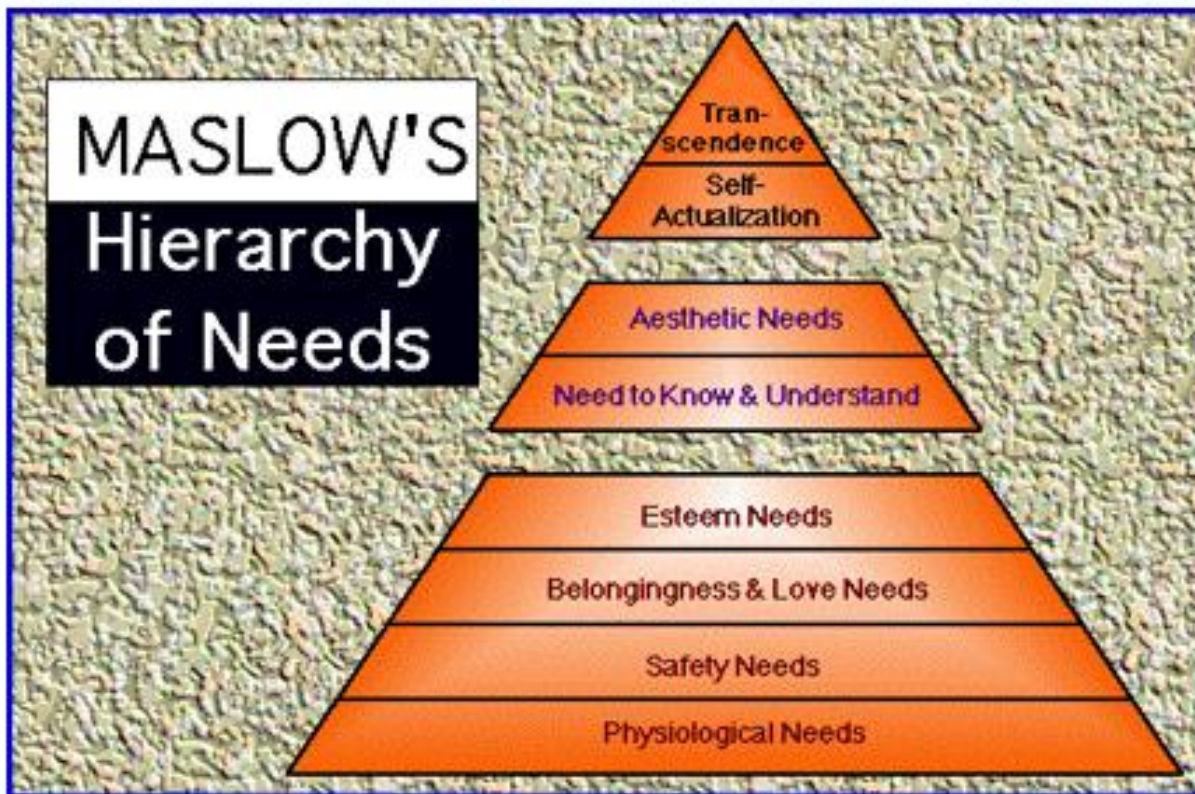 MASLOW'S
Hierarchy
of Needs
Tran-
scendence
Self-
Actualization
Aesthetic Needs
Need to Know & Understand
Esteem Needs
Belongingness & Love Needs
Safety Needs
Physiological Needs